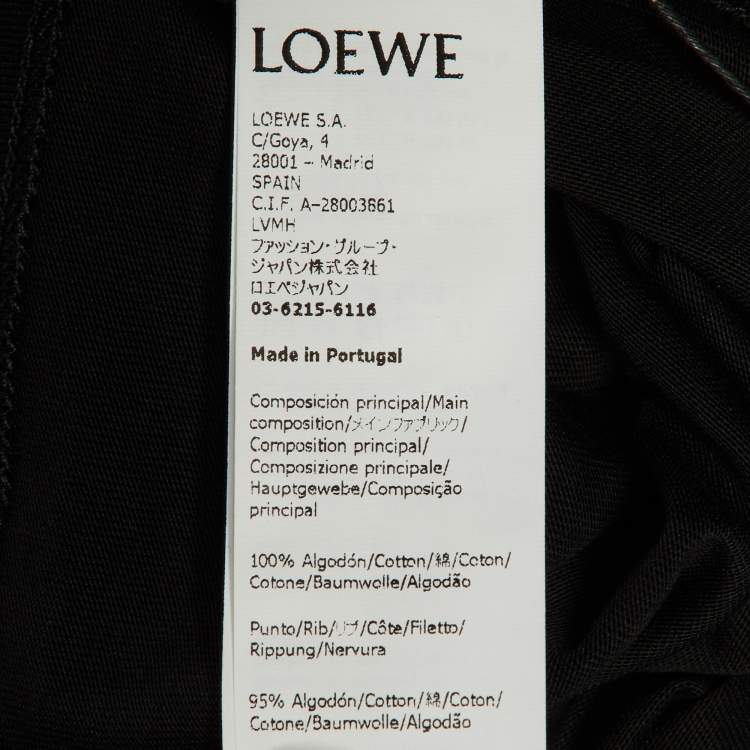 LOEWE
LOEWE S.A.
C/Goya, 4
28001 – Madrid
SPAIN
C.I.F. A-28003861
LVMH
ファッション・グループ・
ジャパン株式会社
ロエベジャパン
03-6215-6116
Made in Portugal
Composición principal/Main
composition/メインファブリック/
Composition principal/
Composizione principale/
Hauptgewebe/Composição
principal
100% Algodón/Cotton/綿/Coton/
Cotone/Baumwolle/Algodão
Punto/Rib/リブ/Côte/Filetto/
Rippung/Nervura
95% Algodón/Cotton/綿/Coton/
Cotone/Baumwolle/Algodão